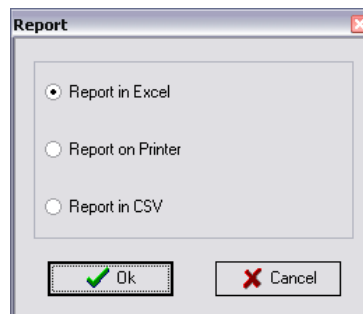 Report
Report in Excel
Report on Printer
Report in CSV
Ok Cancel